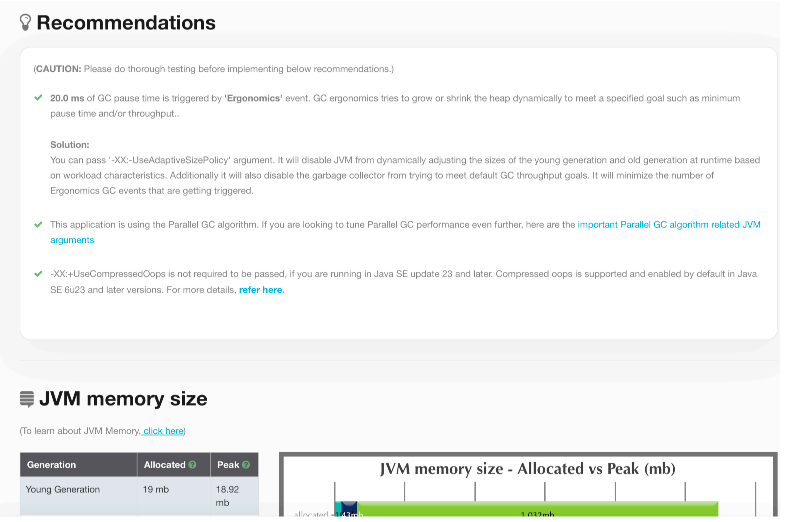 Recommendations
(CAUTION: Please do thorough testing before implementing below recommendations.)
20.0 ms of GC pause time is triggered by 'Ergonomics' event. GC ergonomics tries to grow or shrink the heap dynamically to meet a specified goal such as minimum
pause time and/or throughput..
Solution:
You can pass '-XX:-UseAdaptiveSizePolicy' argument. It will disable JVM from dynamically adjusting the sizes of the young generation and old generation at runtime based
on workload characteristics. Additionally it will also disable the garbage collector from trying to meet default GC throughput goals. It will minimize the number of
Ergonomics GC events that are getting triggered.
This application is using the Parallel GC algorithm. If you are looking to tune Parallel GC performance even further, here are the important Parallel GC algorithm related JVM
arguments
-XX:+UseCompressedOops is not required to be passed, if you are running in Java SE update 23 and later. Compressed oops is supported and enabled by default in Java
SE 6u23 and later versions. For more details, refer here.
JVM memory size
(To learn about JVM Memory, click here)
Generation Allocated ? Peak ?
Young Generation 19 mb 18.92
mb
JVM memory size - Allocated vs Peak (mb)
allocated 1,032mb